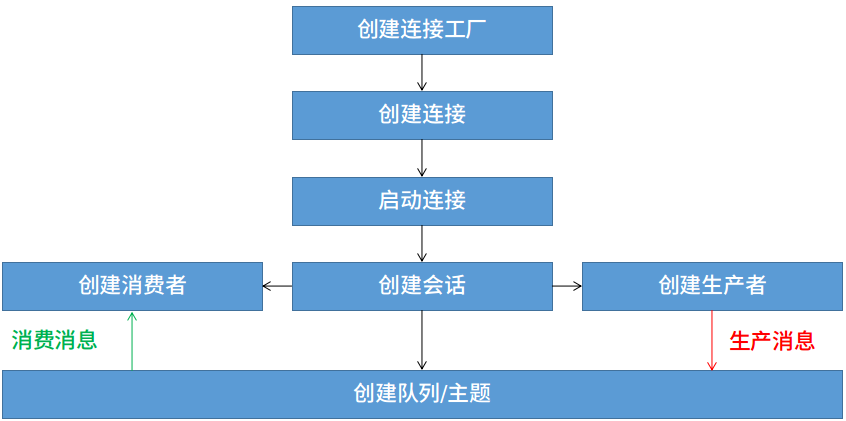 创建连接工厂
创建连接
启动连接
创建消费者
创建会话
创建生产者
消费消息
生产消息
创建队列/主题